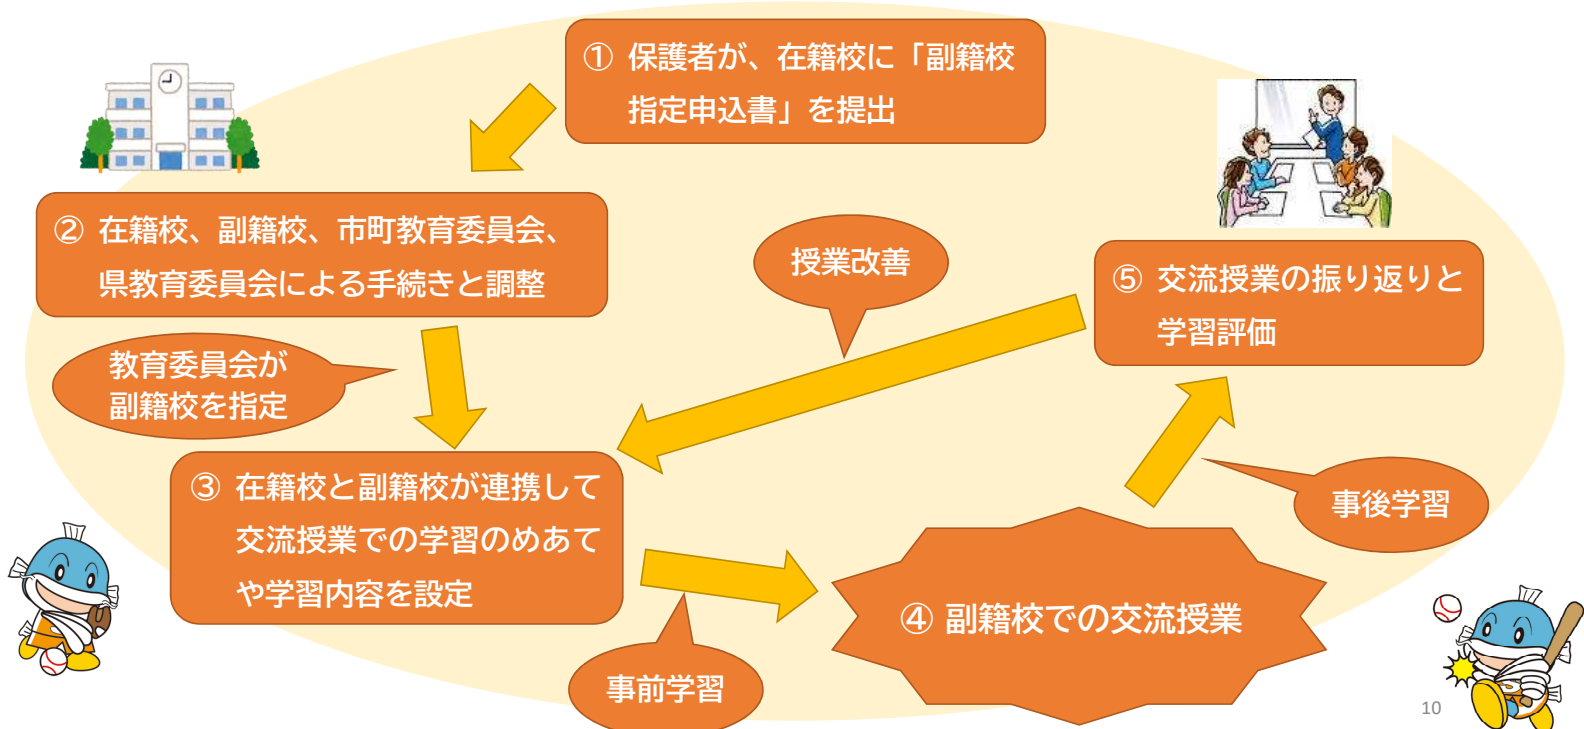 ① 保護者が、在籍校に「副籍校
指定申込書」を提出
② 在籍校、副籍校、市町教育委員会、
県教育委員会による手続きと調整
授業改善
⑤ 交流授業の振り返りと
学習評価
教育委員会が
副籍校を指定
③ 在籍校と副籍校が連携して
交流授業での学習のめあて
や学習内容を設定
事後学習
④ 副籍校での交流授業
事前学習
10